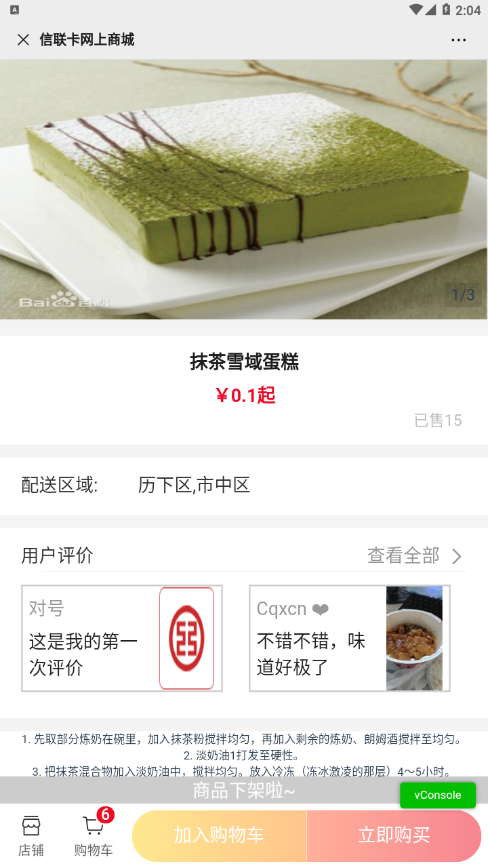 A
2:04
信联卡网上商城
Baidu百科
1/3
抹茶雪域蛋糕
￥0.1起
已售15
配送区域: 历下区,市中区
用户评价
查看全部
对号
这是我的第一
次评价
Cqxcn ❤
不错不错，味
道好极了
1. 先取部分炼奶在碗里，加入抹茶粉搅拌均匀，再加入剩余的炼奶、朗姆酒搅拌至均匀。
2. 淡奶油1打发至硬性。
3. 把抹茶混合物加入淡奶油中，搅拌均匀。放入冷冻（冻冰激凌的那层）4～5小时。
商品下架啦~
vConsole
店铺
6
购物车
加入购物车
立即购买